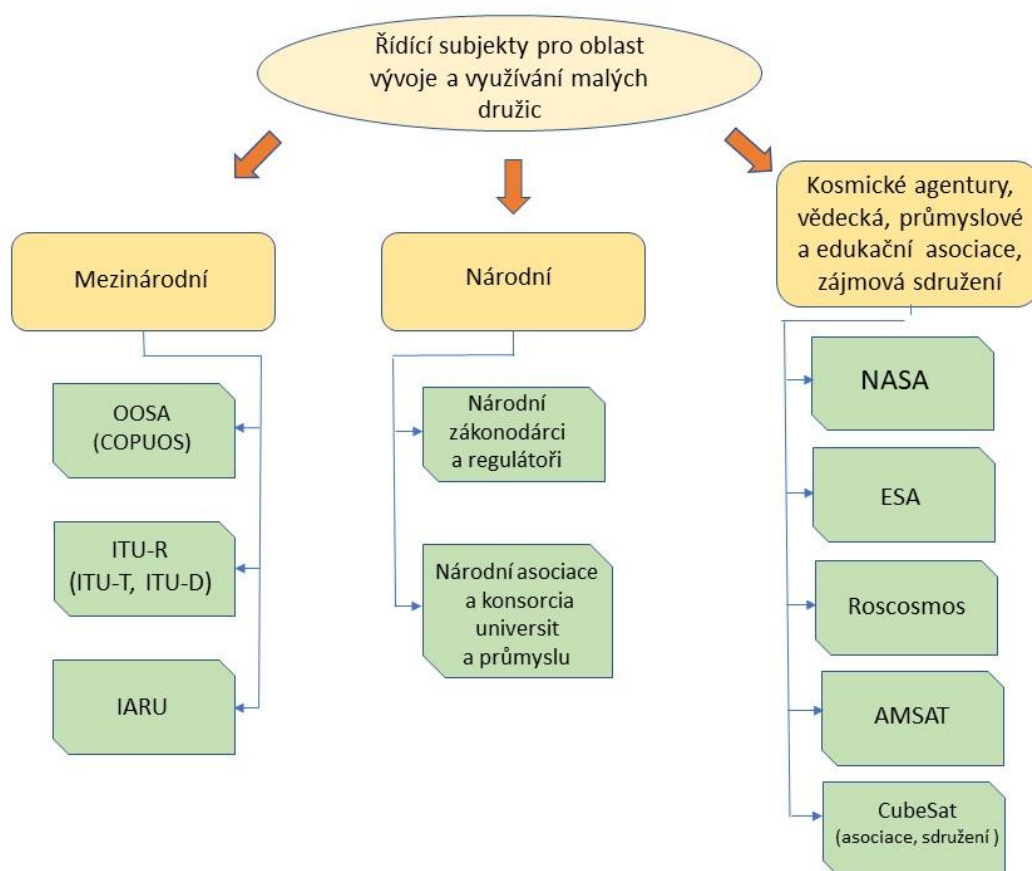 Řídící subjekty pro oblast
vývoje a využívání malých
družic
Mezinárodní
OOSA
(COPUOS)
ITU-R
(ITU-T, ITU-D)
IARU
Národní
Národní
zákonodárci
a regulátoři
Národní asociace
a konsorcia
universit
a průmyslu
Kosmické agentury,
vědecká, průmyslové
a edukační asociace,
zájmová sdružení
NASA
ESA
Roscosmos
AMSAT
CubeSat
(asociace, sdružení )